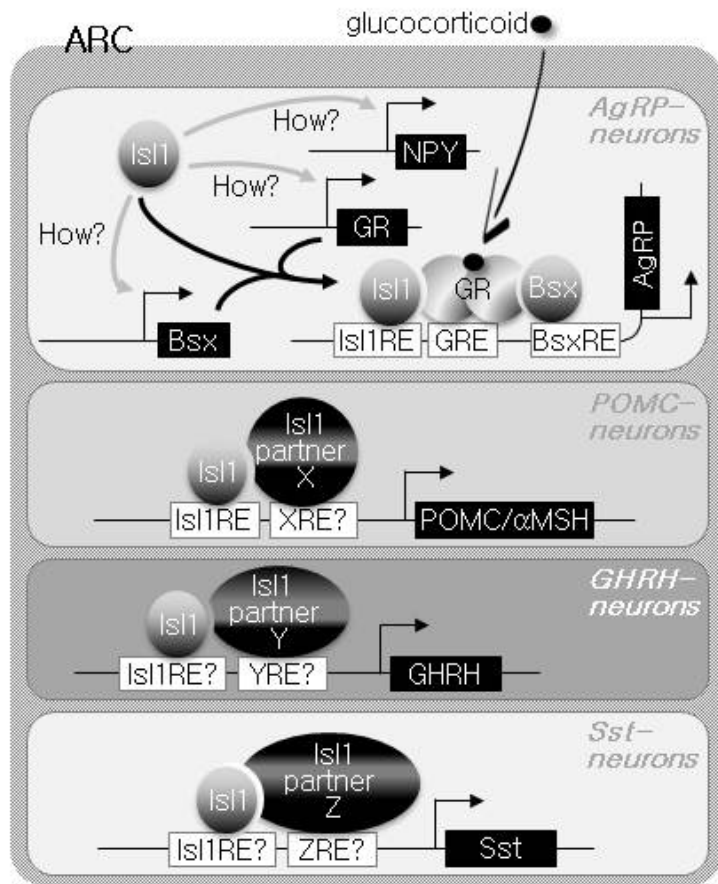 glucocorticoid
ARC
AgRP-
neurons
How?
Isl1
NPY
How?
GR
How?
AgRP
Isl1
GR
Bsx
Bsx
Isl1RE
GRE
BsxRE
POMC-
neurons
Isl1
partner
X
Isl1
Isl1RE
XRE?
POMC/αMSH
GHRH-
neurons
Isl1
partner
Y
Isl1
Isl1RE?
YRE?
GHRH
Sst-
neurons
Isl1
partner
Z
Isl1
Isl1RE?
ZRE?
Sst